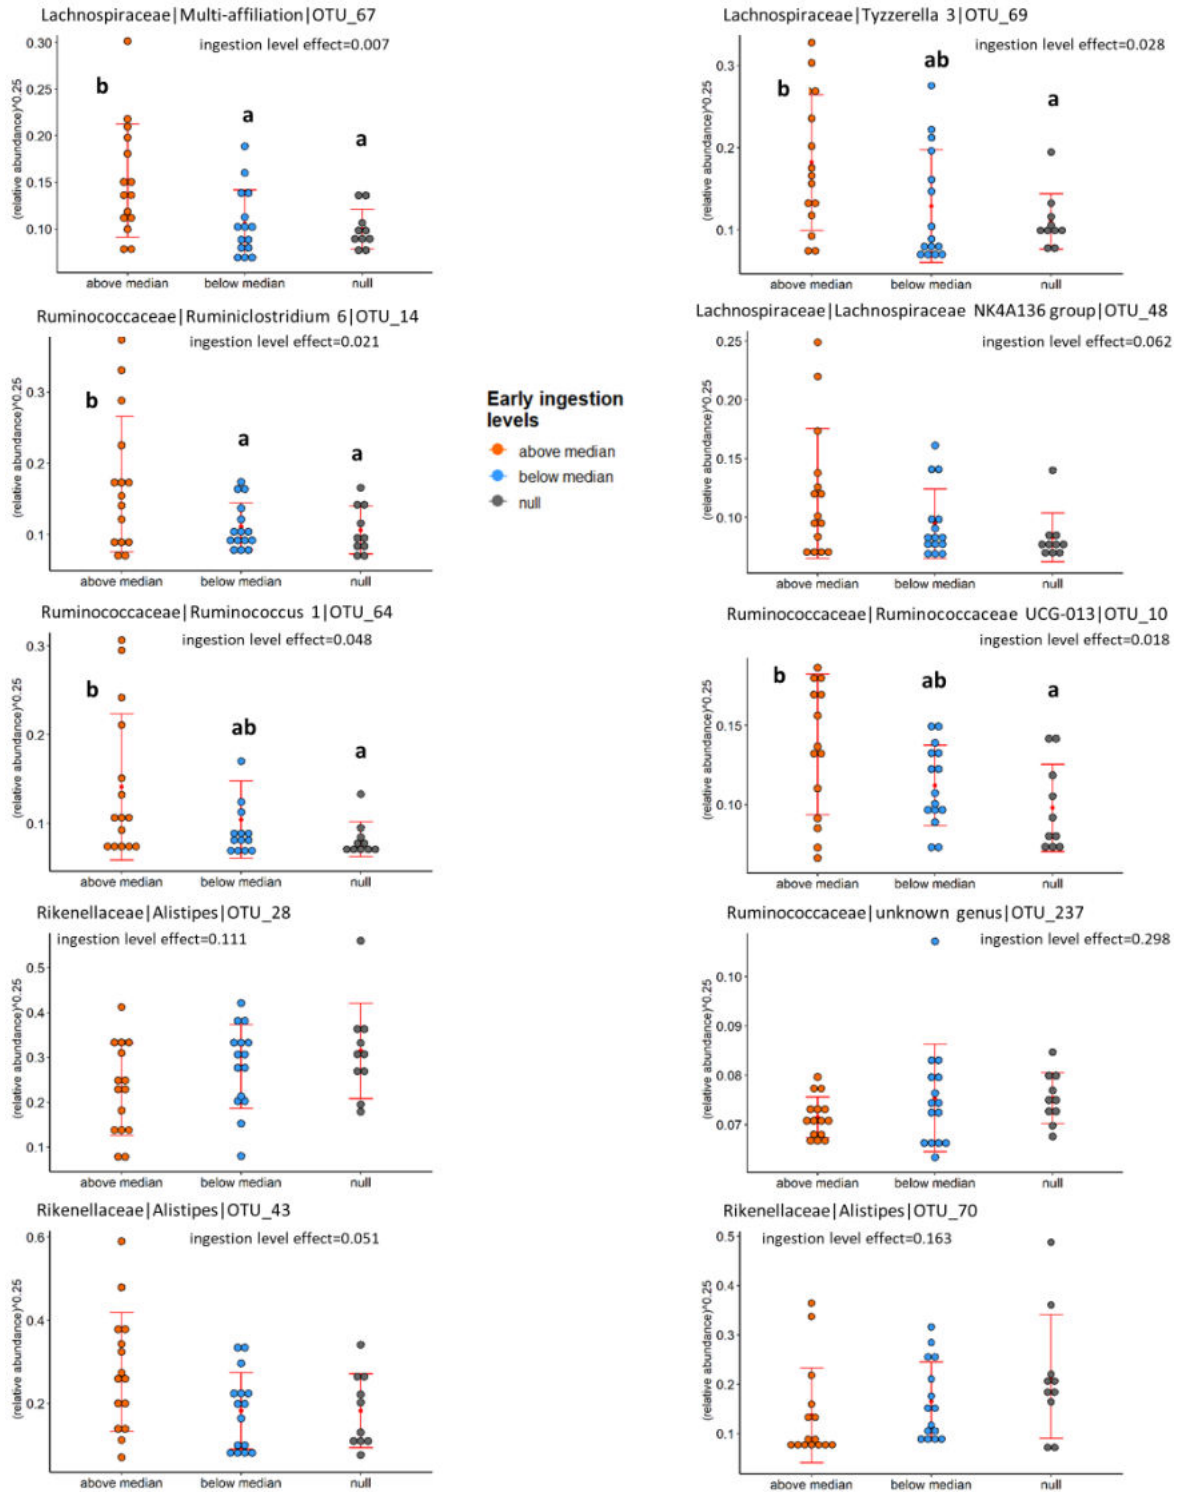 Lachnospiraceae|Multi-affiliation|OTU_67
ingestion level effect=0.007
(relative abundance)^0.25
0.30
0.25
0.20
0.15
0.10
b
a
a
above median
below median
null
Lachnospiraceae|Tyzzerella 3|OTU_69
ingestion level effect=0.028
(relative abundance)^0.25
0.3
0.2
0.1
b
ab
a
above median
below median
null
Ruminococcaceae|Ruminiclostridium 6|OTU_14
ingestion level effect=0.021
(relative abundance)^0.25
0.3
0.2
0.1
b
a
a
above median
below median
null
Early ingestion
levels
above median
below median
null
Lachnospiraceae|Lachnospiraceae NK4A136 group|OTU_48
ingestion level effect=0.062
(relative abundance)^0.25
0.25
0.20
0.15
0.10
above median
below median
null
Ruminococcaceae|Ruminococcus 1|OTU_64
ingestion level effect=0.048
(relative abundance)^0.25
0.3
0.2
0.1
b
ab
a
above median
below median
null
Ruminococcaceae|Ruminococcaceae UCG-013|OTU_10
ingestion level effect=0.018
(relative abundance)^0.25
0.15
0.10
b
ab
a
above median
below median
null
Rikenellaceae|Alistipes|OTU_28
ingestion level effect=0.111
(relative abundance)^0.25
0.5
0.4
0.3
0.2
0.1
above median
below median
null
Ruminococcaceae|unknown genus|OTU_237
ingestion level effect=0.298
(relative abundance)^0.25
0.10
0.09
0.08
0.07
above median
below median
null
Rikenellaceae|Alistipes|OTU_43
ingestion level effect=0.051
(relative abundance)^0.25
0.6
0.4
0.2
above median
below median
null
Rikenellaceae|Alistipes|OTU_70
ingestion level effect=0.163
(relative abundance)^0.25
0.5
0.4
0.3
0.2
0.1
above median
below median
null